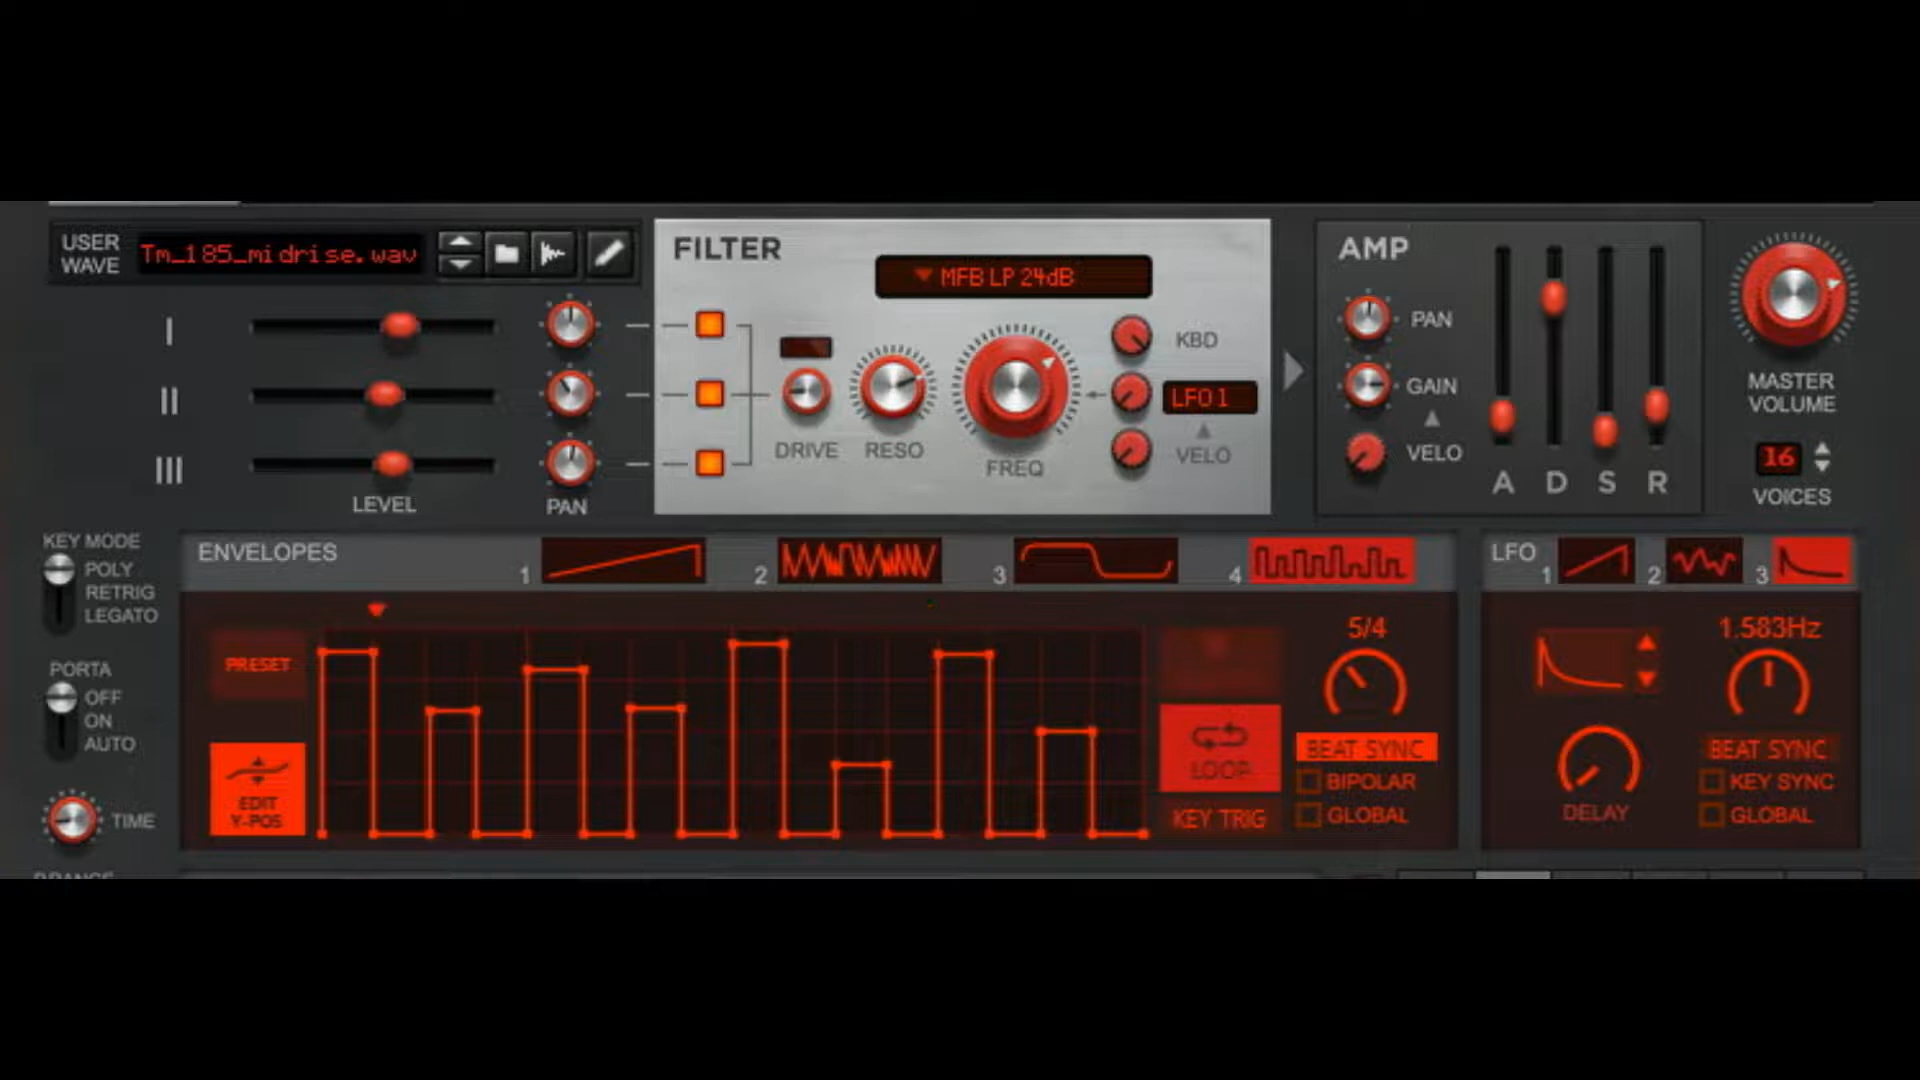 USER
WAVE
Tm_185_midrise.wav
I
II
III
LEVEL
PAN
FILTER
MFB LP 24dB
DRIVE
RESO
FREQ
KBD
LFO 1
VELO
AMP
PAN
GAIN
VELO
A D S R
MASTER
VOLUME
16
VOICES
KEY MODE
POLY
RETRIG
LEGATO
PORTA
OFF
ON
AUTO
TIME
ENVELOPES
1
2
3
4
PRESET
EDIT
Y-POS
LOOP
KEY TRIG
5/4
BEAT SYNC
BIPOLAR
GLOBAL
LFO
1
2
3
1.583Hz
DELAY
BEAT SYNC
KEY SYNC
GLOBAL